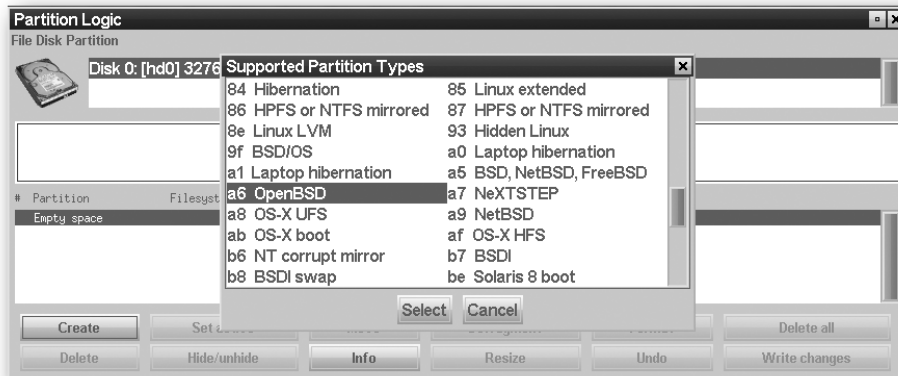 Partition Logic
File Disk Partition
Disk 0: [hd0] 3276
Supported Partition Types
84 Hibernation 85 Linux extended
86 HPFS or NTFS mirrored 87 HPFS or NTFS mirrored
8e Linux LVM 93 Hidden Linux
9f BSD/OS a0 Laptop hibernation
a1 Laptop hibernation a5 BSD, NetBSD, FreeBSD
a6 OpenBSD a7 NeXTSTEP
a8 OS-X UFS a9 NetBSD
ab OS-X boot af OS-X HFS
b6 NT corrupt mirror b7 BSDI
b8 BSDI swap be Solaris 8 boot
Select Cancel
# Partition Filesyst
Empty space
Create Delete all
Delete Hide/unhide Info Resize Undo Write changes